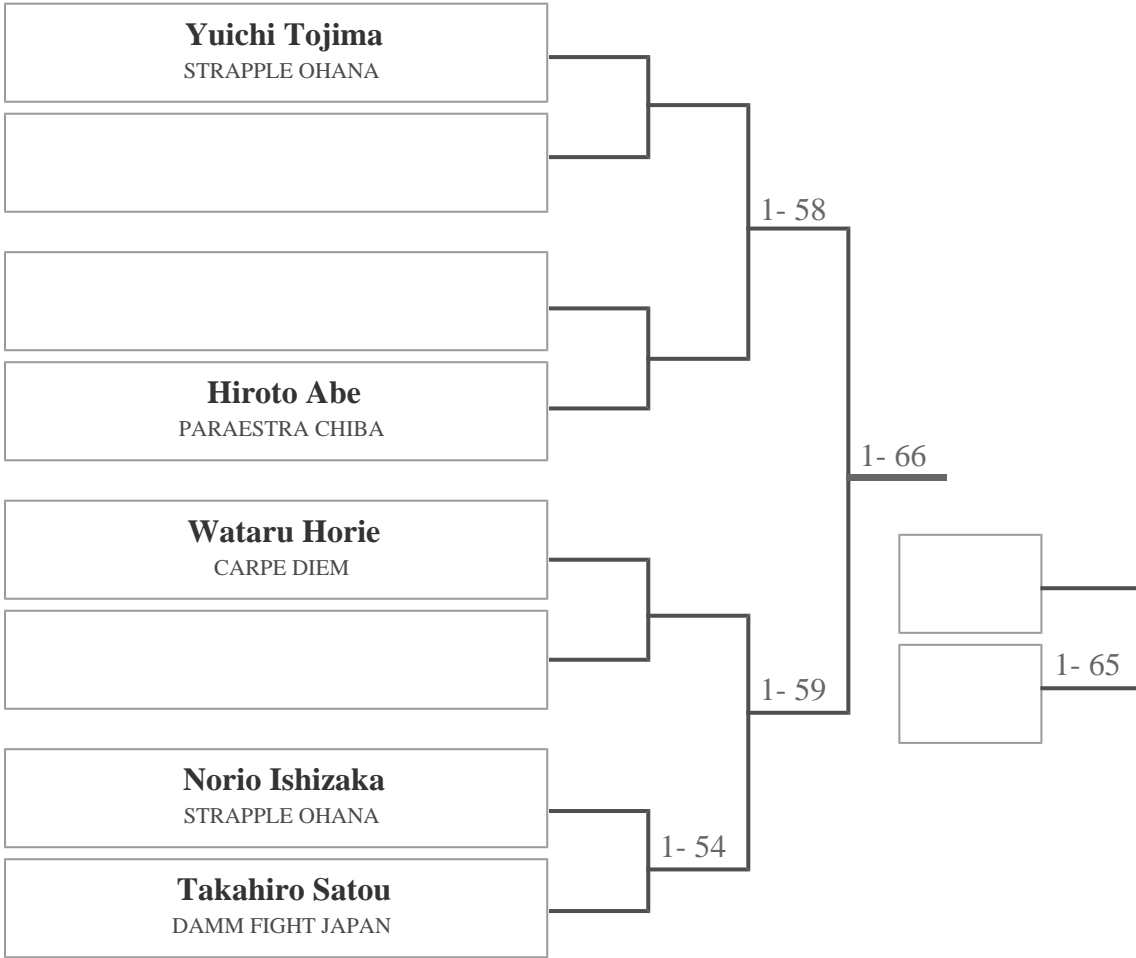 Yuichi Tojima
STRAPPLE OHANA
1- 58
Hiroto Abe
PARAESTRA CHIBA
1- 66
Wataru Horie
CARPE DIEM
1- 65
1- 59
Norio Ishizaka
STRAPPLE OHANA
1- 54
Takahiro Satou
DAMM FIGHT JAPAN